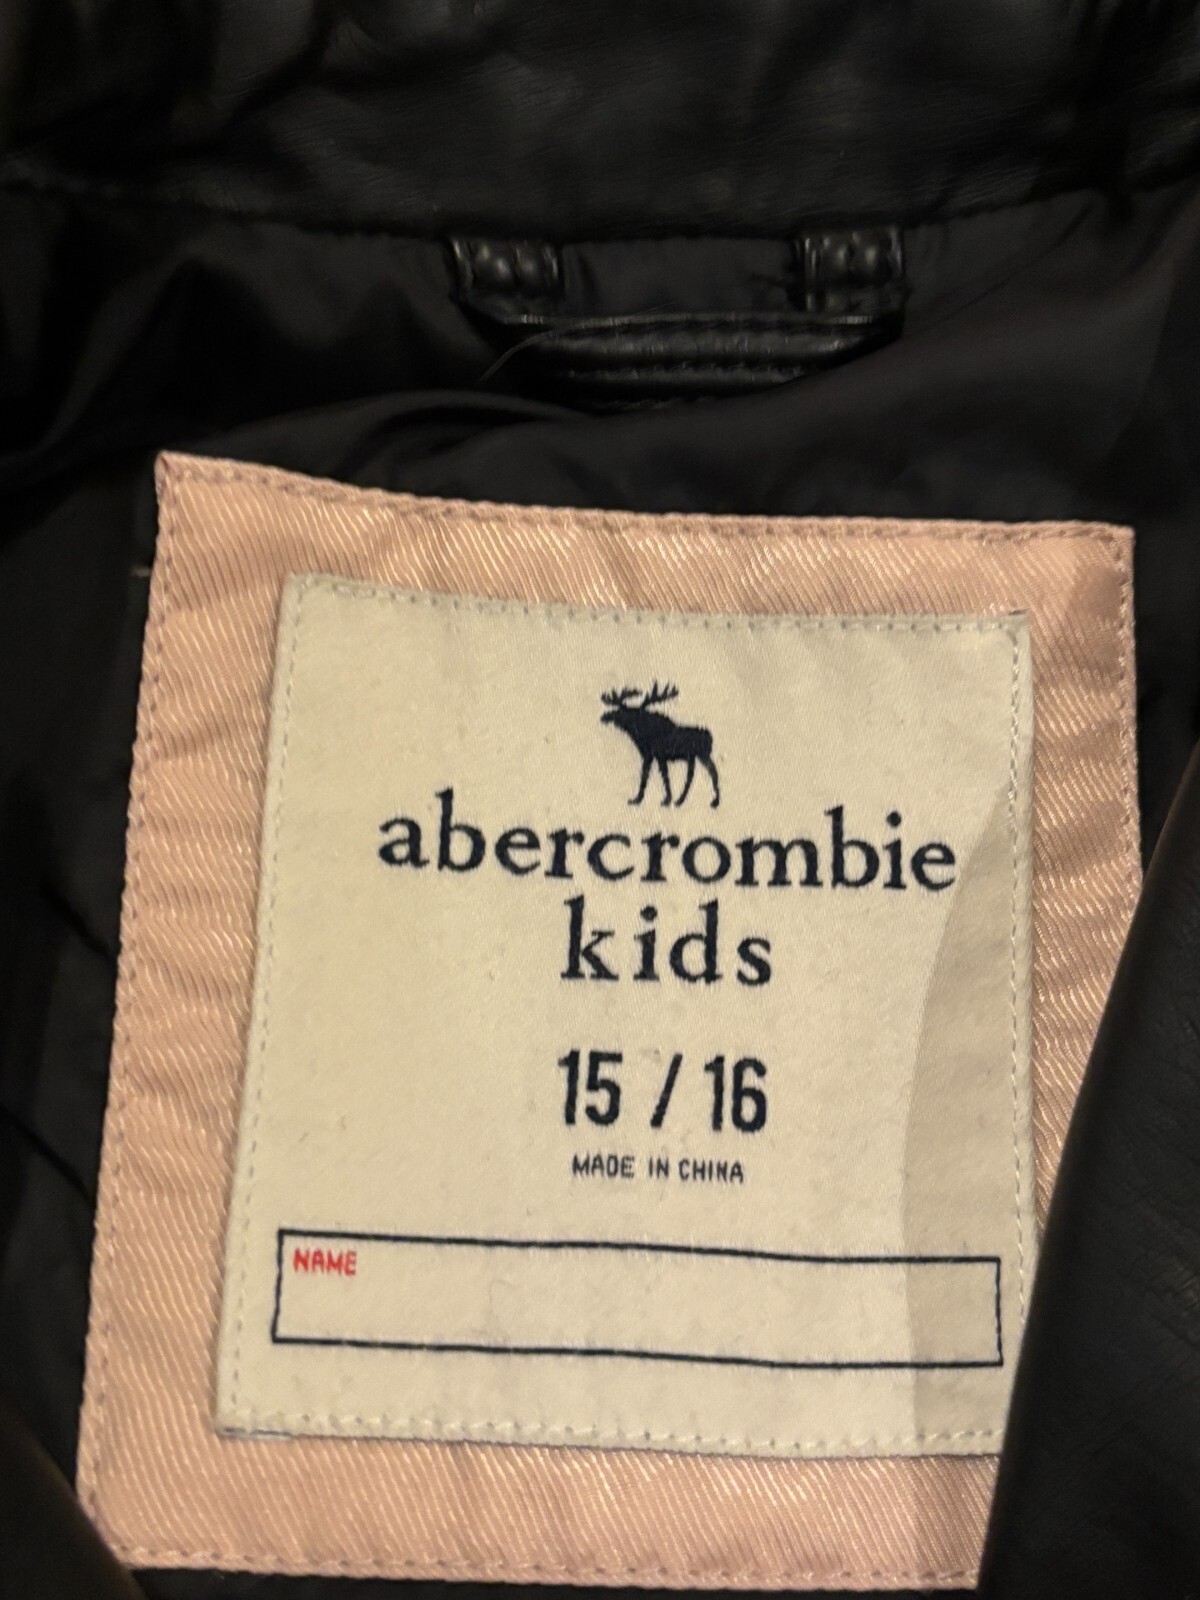 abercrombie
kids
15 / 16
MADE IN CHINA
NAME